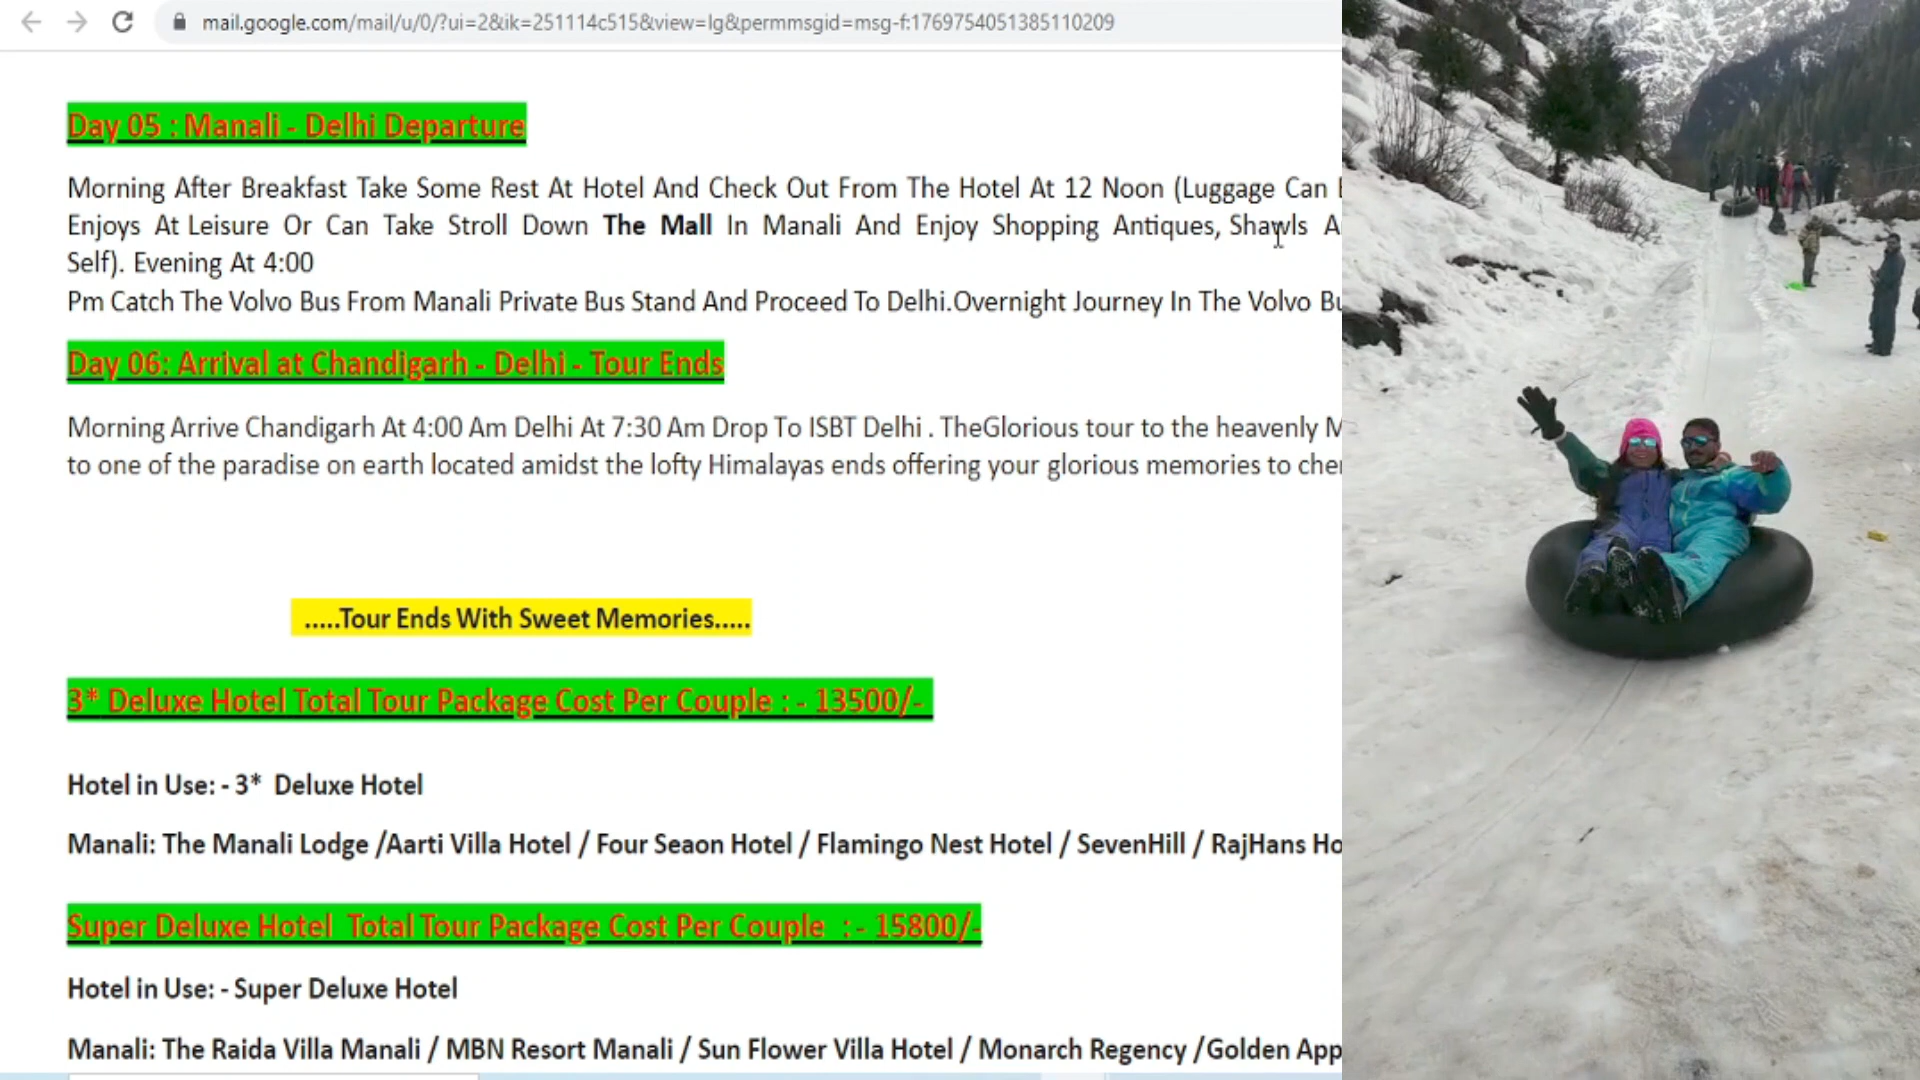 mail.google.com/mail/u/0/?ui=2&ik=251114c515&view=lg&permmsgid=msg-f:1769754051385110209
Day 05 : Manali - Delhi Departure
Morning After Breakfast Take Some Rest At Hotel And Check Out From The Hotel At 12 Noon (Luggage Can
Enjoys At Leisure Or Can Take Stroll Down The Mall In Manali And Enjoy Shopping Antiques, Shawls
Self). Evening At 4:00
Pm Catch The Volvo Bus From Manali Private Bus Stand And Proceed To Delhi.Overnight Journey In The Volvo
Day 06: Arrival at Chandigarh - Delhi - Tour Ends
Morning Arrive Chandigarh At 4:00 Am Delhi At 7:30 Am Drop To ISBT Delhi . TheGlorious tour to the heavenly
to one of the paradise on earth located amidst the lofty Himalayas ends offering your glorious memories to
.....Tour Ends With Sweet Memories.....
3* Deluxe Hotel Total Tour Package Cost Per Couple : - 13500/-
Hotel in Use: - 3* Deluxe Hotel
Manali: The Manali Lodge /Aarti Villa Hotel / Four Seaon Hotel / Flamingo Nest Hotel / SevenHill / RajHans
Super Deluxe Hotel Total Tour Package Cost Per Couple : - 15800/-
Hotel in Use: - Super Deluxe Hotel
Manali: The Raida Villa Manali / MBN Resort Manali / Sun Flower Villa Hotel / Monarch Regency /Golden